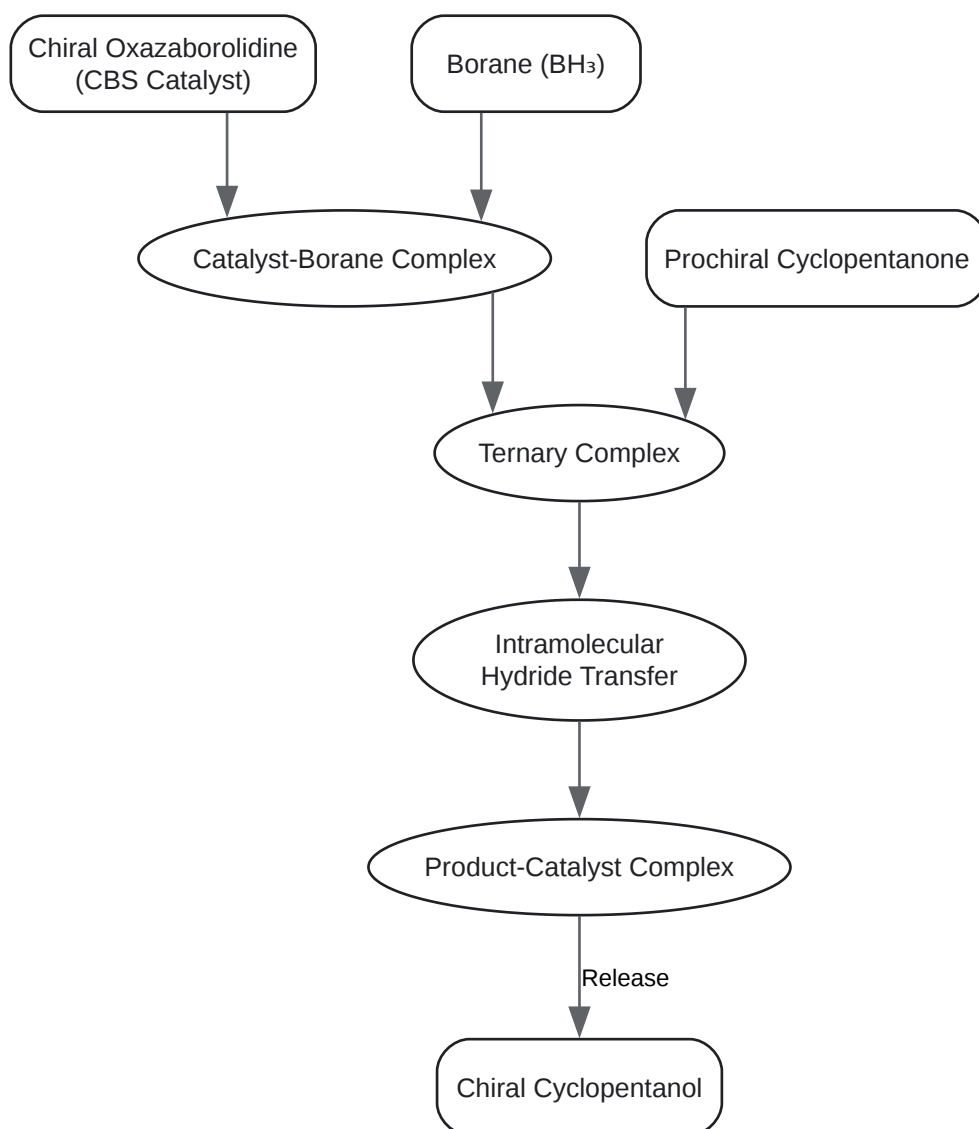 Chiral Oxazaborolidine
(CBS Catalyst)
Borane (BH₃)
Catalyst-Borane Complex
Prochiral Cyclopentanone
Ternary Complex
Intramolecular
Hydride Transfer
Product-Catalyst Complex
Release
Chiral Cyclopentanol